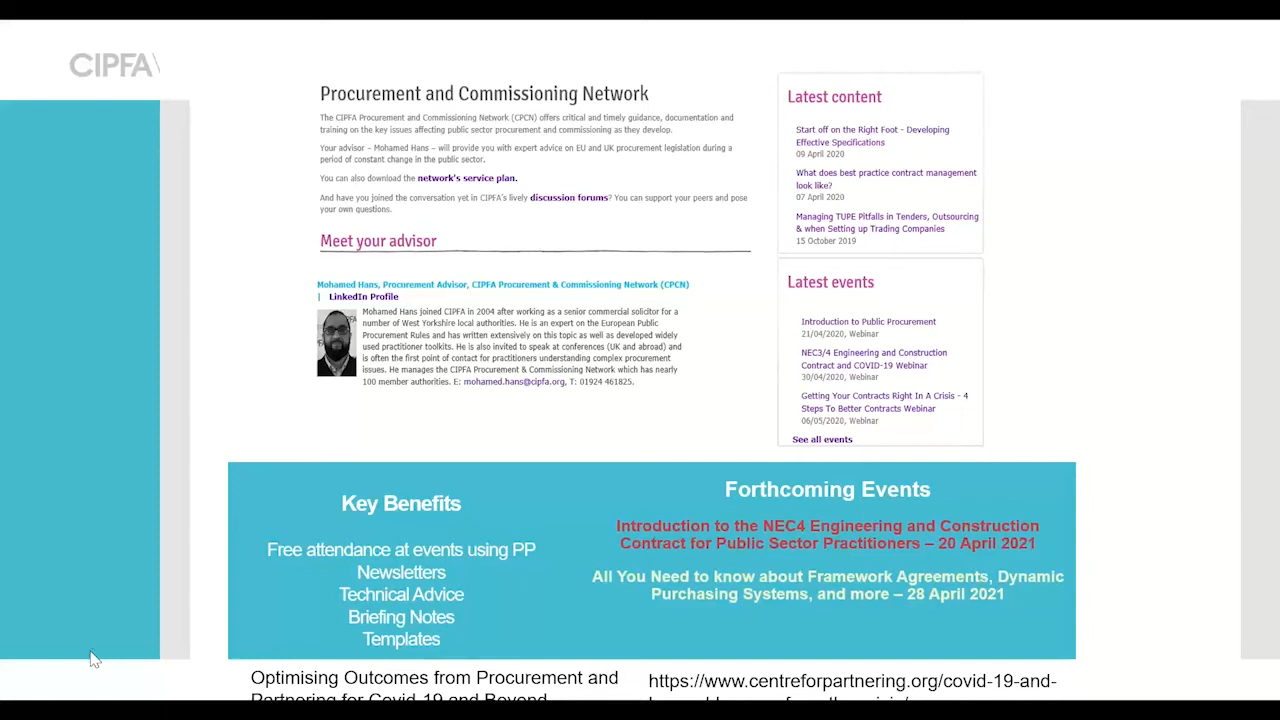 CIPFA
Procurement and Commissioning Network
The CIPFA Procurement and Commissioning Network (CPCN) offers critical and timely guidance, documentation and
training on the key issues affecting public sector procurement and commissioning as they develop.
Your advisor – Mohamed Hans – will provide you with expert advice on EU and UK procurement legislation during a
period of constant change in the public sector.
You can also download the network's service plan.
And have you joined the conversation yet in CIPFA's lively discussion forums? You can support your peers and pose
your own questions.
Meet your advisor
Mohamed Hans, Procurement Advisor, CIPFA Procurement & Commissioning Network (CPCN)
| LinkedIn Profile
Mohamed Hans joined CIPFA in 2004 after working as a senior commercial solicitor for a
number of West Yorkshire local authorities. He is an expert on the European Public
Procurement Rules and has written extensively on this topic as well as developed widely
used practitioner toolkits. He is also invited to speak at conferences (UK and abroad) and
is often the first point of contact for practitioners understanding complex procurement
issues. He manages the CIPFA Procurement & Commissioning Network which has nearly
100 member authorities. E: mohamed.hans@cipfa.org, T: 01924 461825.
Latest content
Start off on the Right Foot - Developing
Effective Specifications
09 April 2020
What does best practice contract management
look like?
07 April 2020
Managing TUPE Pitfalls in Tenders, Outsourcing
& when Setting up Trading Companies
15 October 2019
Latest events
Introduction to Public Procurement
21/04/2020, Webinar
NEC3/4 Engineering and Construction
Contract and COVID-19 Webinar
30/04/2020, Webinar
Getting Your Contracts Right In A Crisis - 4
Steps To Better Contracts Webinar
06/05/2020, Webinar
See all events
Key Benefits
Free attendance at events using PP
Newsletters
Technical Advice
Briefing Notes
Templates
Forthcoming Events
Introduction to the NEC4 Engineering and Construction
Contract for Public Sector Practitioners – 20 April 2021
All You Need to know about Framework Agreements, Dynamic
Purchasing Systems, and more – 28 April 2021
Optimising Outcomes from Procurement and
Partnering for Covid-19 and Beyond
https://www.centreforpartnering.org/covid-19-and-